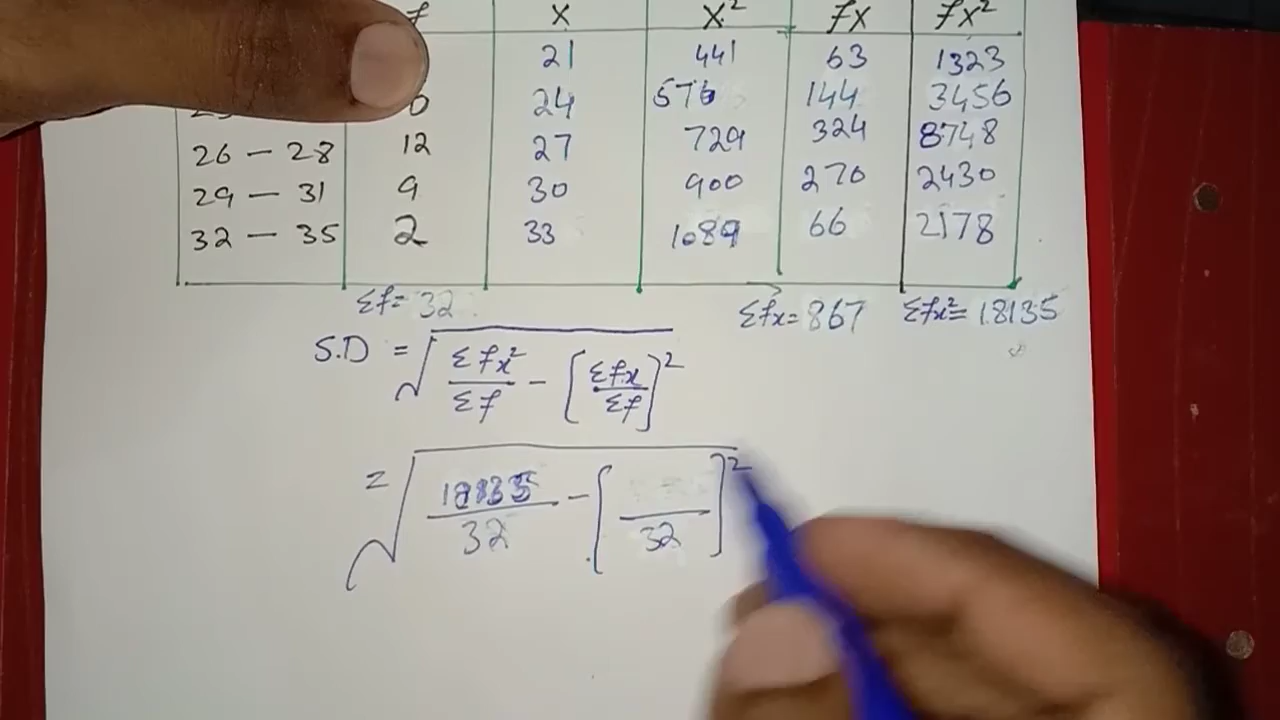 f X X² fX fX²
21 441 63 1323
24 576 144 3456
26 - 28 12 27 729 324 8748
29 - 31 9 30 900 270 2430
32 - 35 2 33 1089 66 2178
Σf= 32 Σfx= 867 Σfx²= 18135
S.D = √ Σfx² / Σf - [Σfx / Σf]²
= √ 18135 / 32 - [ / 32]²